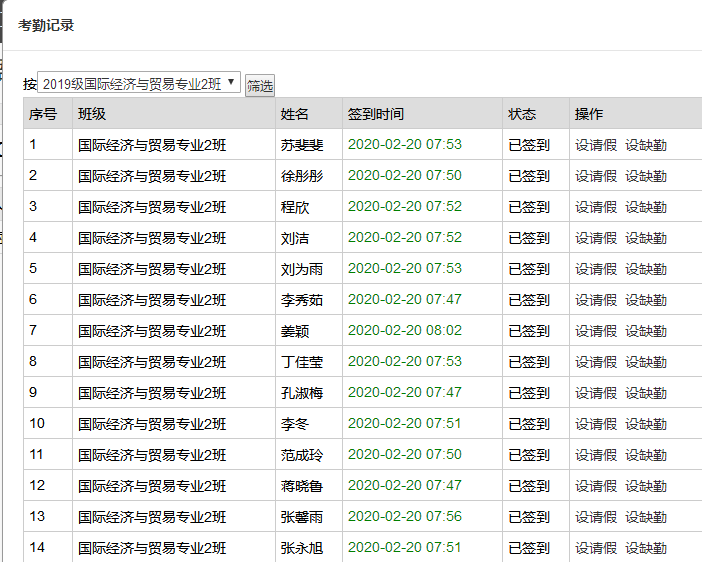 考勤记录
按 2019级国际经济与贸易专业2班 筛选
序号 班级 姓名 签到时间 状态 操作
1 国际经济与贸易专业2班 苏斐斐 2020-02-20 07:53 已签到 设请假 设缺勤
2 国际经济与贸易专业2班 徐彤彤 2020-02-20 07:50 已签到 设请假 设缺勤
3 国际经济与贸易专业2班 程欣 2020-02-20 07:52 已签到 设请假 设缺勤
4 国际经济与贸易专业2班 刘洁 2020-02-20 07:52 已签到 设请假 设缺勤
5 国际经济与贸易专业2班 刘为雨 2020-02-20 07:53 已签到 设请假 设缺勤
6 国际经济与贸易专业2班 李秀茹 2020-02-20 07:47 已签到 设请假 设缺勤
7 国际经济与贸易专业2班 姜颖 2020-02-20 08:02 已签到 设请假 设缺勤
8 国际经济与贸易专业2班 丁佳莹 2020-02-20 07:53 已签到 设请假 设缺勤
9 国际经济与贸易专业2班 孔淑梅 2020-02-20 07:47 已签到 设请假 设缺勤
10 国际经济与贸易专业2班 李冬 2020-02-20 07:51 已签到 设请假 设缺勤
11 国际经济与贸易专业2班 范成玲 2020-02-20 07:50 已签到 设请假 设缺勤
12 国际经济与贸易专业2班 蒋晓鲁 2020-02-20 07:47 已签到 设请假 设缺勤
13 国际经济与贸易专业2班 张馨雨 2020-02-20 07:56 已签到 设请假 设缺勤
14 国际经济与贸易专业2班 张永旭 2020-02-20 07:51 已签到 设请假 设缺勤